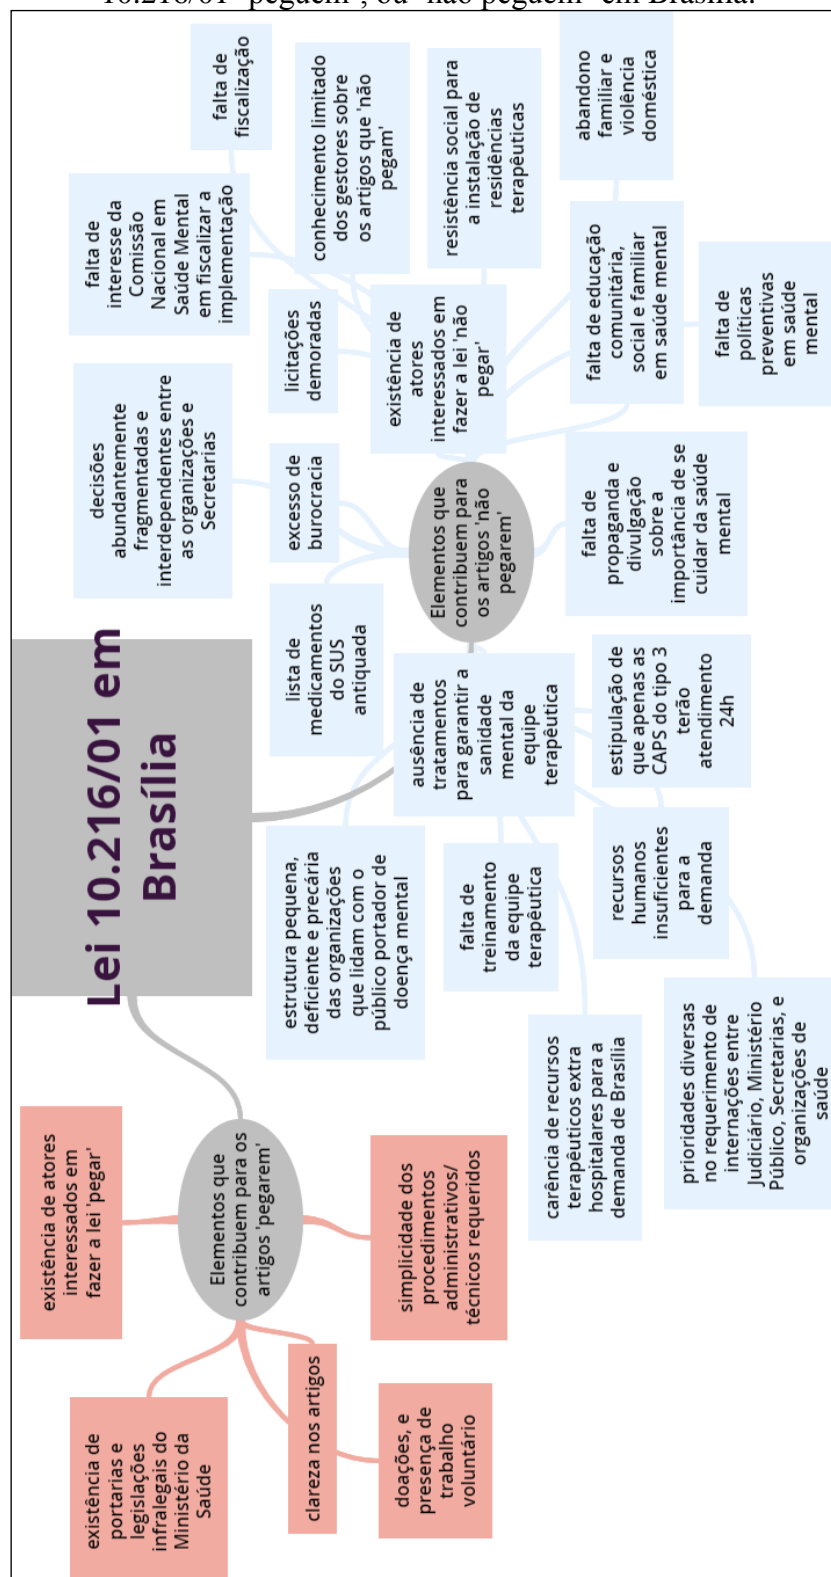 10.216/01 "peguem", ou "não peguem" em Brasília.
Lei 10.216/01 em
Brasília
existência de atores
interessados em
fazer a lei 'pegar'
existência de
portarias e
legislações
infralegais do
Ministério da
Saúde
Elementos que
contribuem para os
artigos 'pegarem'
clareza nos artigos
simplicidade dos
procedimentos
administrativos/
técnicos requeridos
doações, e
presença de
trabalho
voluntário
decisões
abundantemente
fragmentadas e
interdependentes entre
as organizações e
Secretarias
falta de
interesse da
Comissão
Nacional em
Saúde Mental
em fiscalizar a
implementação
falta de
fiscalização
estrutura pequena,
deficiente e precária
das organizações
que lidam com o
público portador de
doença mental
lista de
medicamentos
do SUS
antiquada
excesso de
burocracia
licitações
demoradas
conhecimento limitado
dos gestores sobre
os artigos que 'não
pegam'
ausência de
tratamentos
para garantir a
sanidade
mental da
equipe
terapêutica
Elementos que
contribuem para
os artigos 'não
pegarem'
existência de
atores
interessados em
fazer a lei 'não
pegar'
resistência social para
a instalação de
residências
terapêuticas
falta de
treinamento
da equipe
terapêutica
carência de recursos
terapêuticos extra
hospitalares para a
demanda de Brasília
recursos
humanos
insuficientes
para a
demanda
estipulação de
que apenas as
CAPS do tipo 3
terão
atendimento
24h
falta de
propaganda e
divulgação
sobre a
importância de se
cuidar da saúde
mental
falta de educação
comunitária,
social e familiar
em saúde mental
abandono
familiar e
violência
doméstica
prioridades diversas
no requerimento de
internações entre
Judiciário, Ministério
Público, Secretarias, e
organizações de
saúde
falta de
políticas
preventivas
em saúde
mental